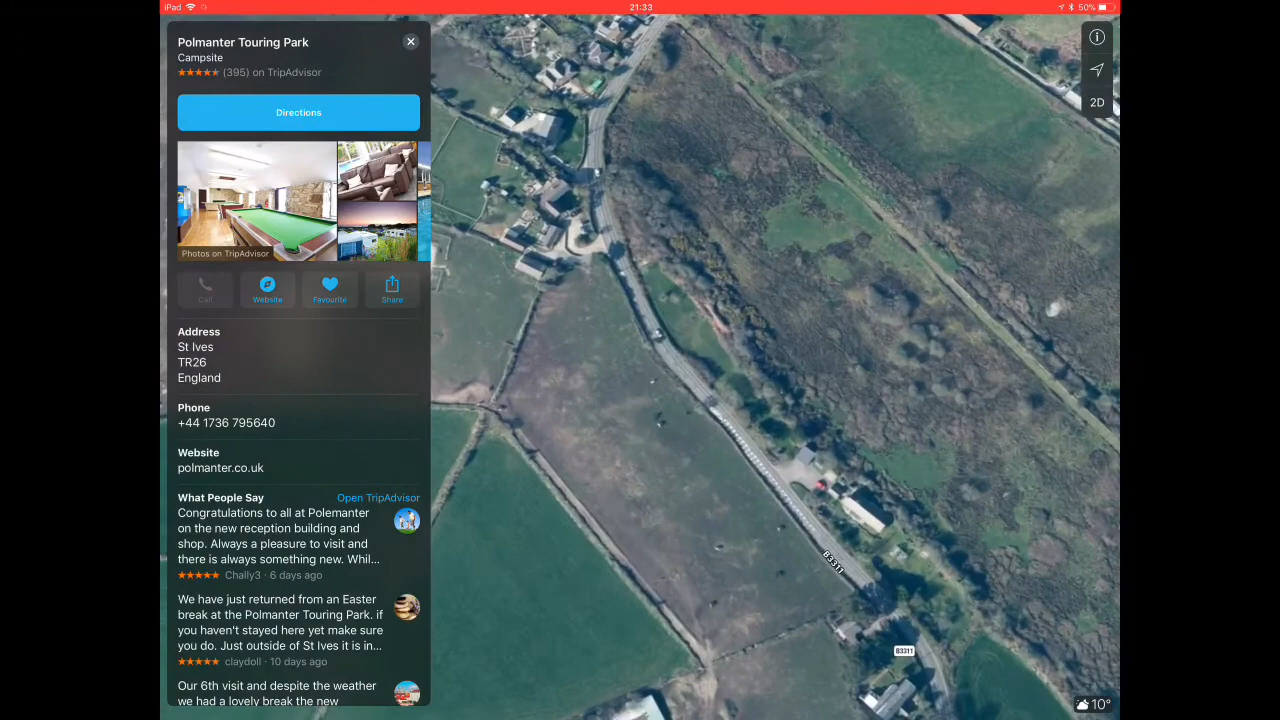 iPad
21:33
50%
Polmanter Touring Park
Campsite
(395) on TripAdvisor
Directions
Photos on TripAdvisor
Call
Website
Favourite
Share
Address
St Ives
TR26
England
Phone
+44 1736 795640
Website
polmanter.co.uk
What People Say
Open TripAdvisor
Congratulations to all at Polemanter
on the new reception building and
shop. Always a pleasure to visit and
there is always something new. Whil...
Chally3 · 6 days ago
We have just returned from an Easter
break at the Polmanter Touring Park. if
you haven't stayed here yet make sure
you do. Just outside of St Ives it is in...
claydoll · 10 days ago
Our 6th visit and despite the weather
we had a lovely break the new
2D
B3311
B3311
10°